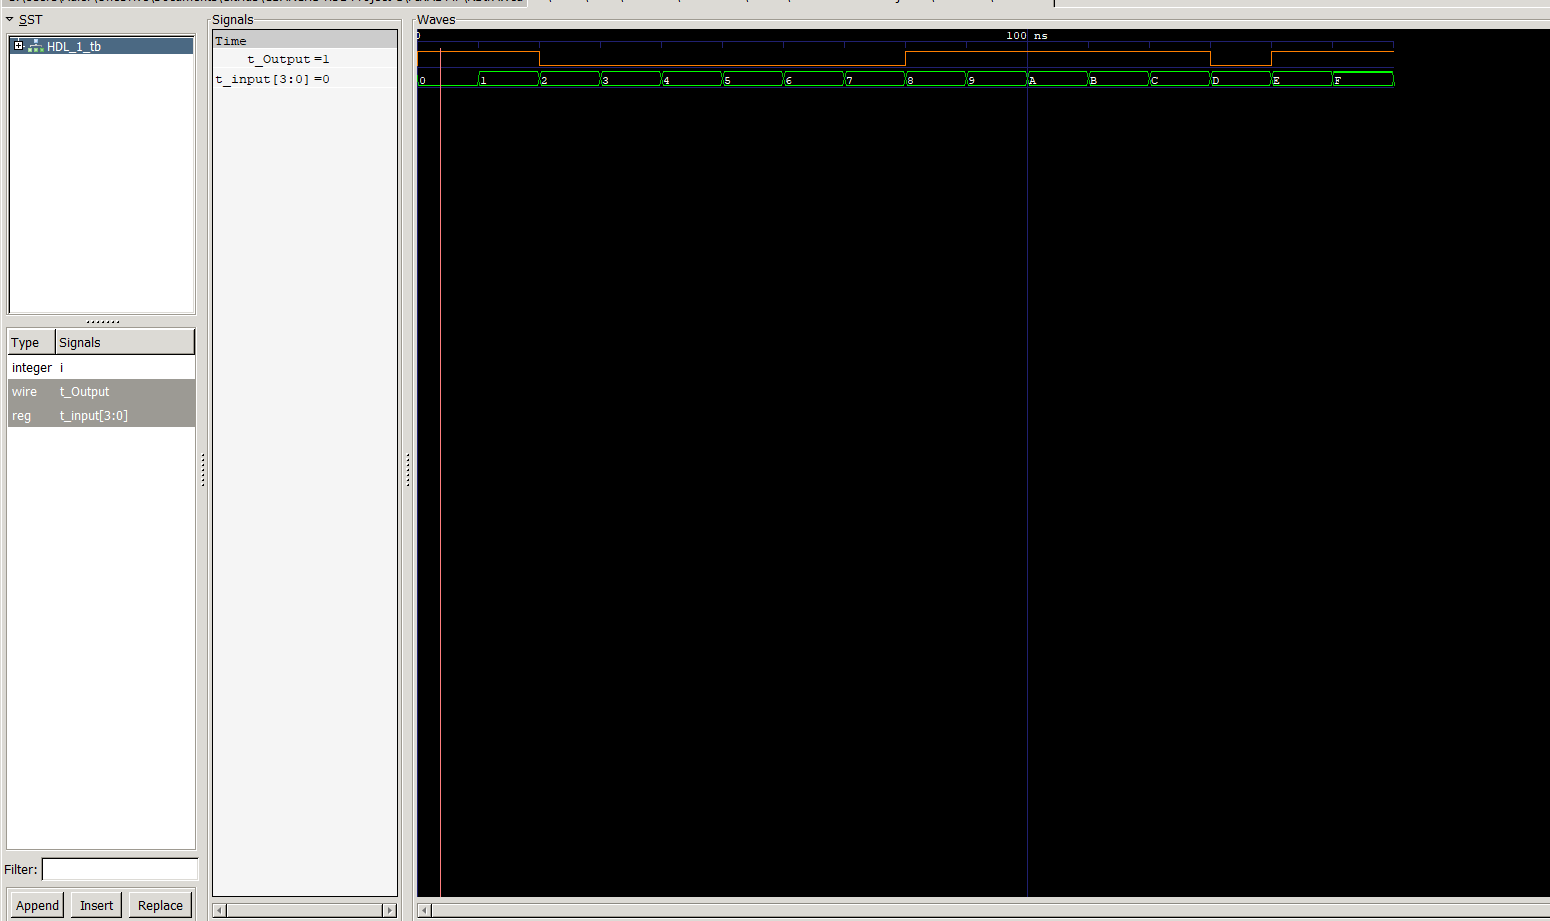 SST
Signals
Waves
HDL_1_tb
Time
t_Output=1
t_input[3:0]=0
0
100 ns
0 1 2 3 4 5 6 7 8 9 A B C D E F
Type Signals
integer i
wire t_Output
reg t_input[3:0]
Filter:
Append Insert Replace